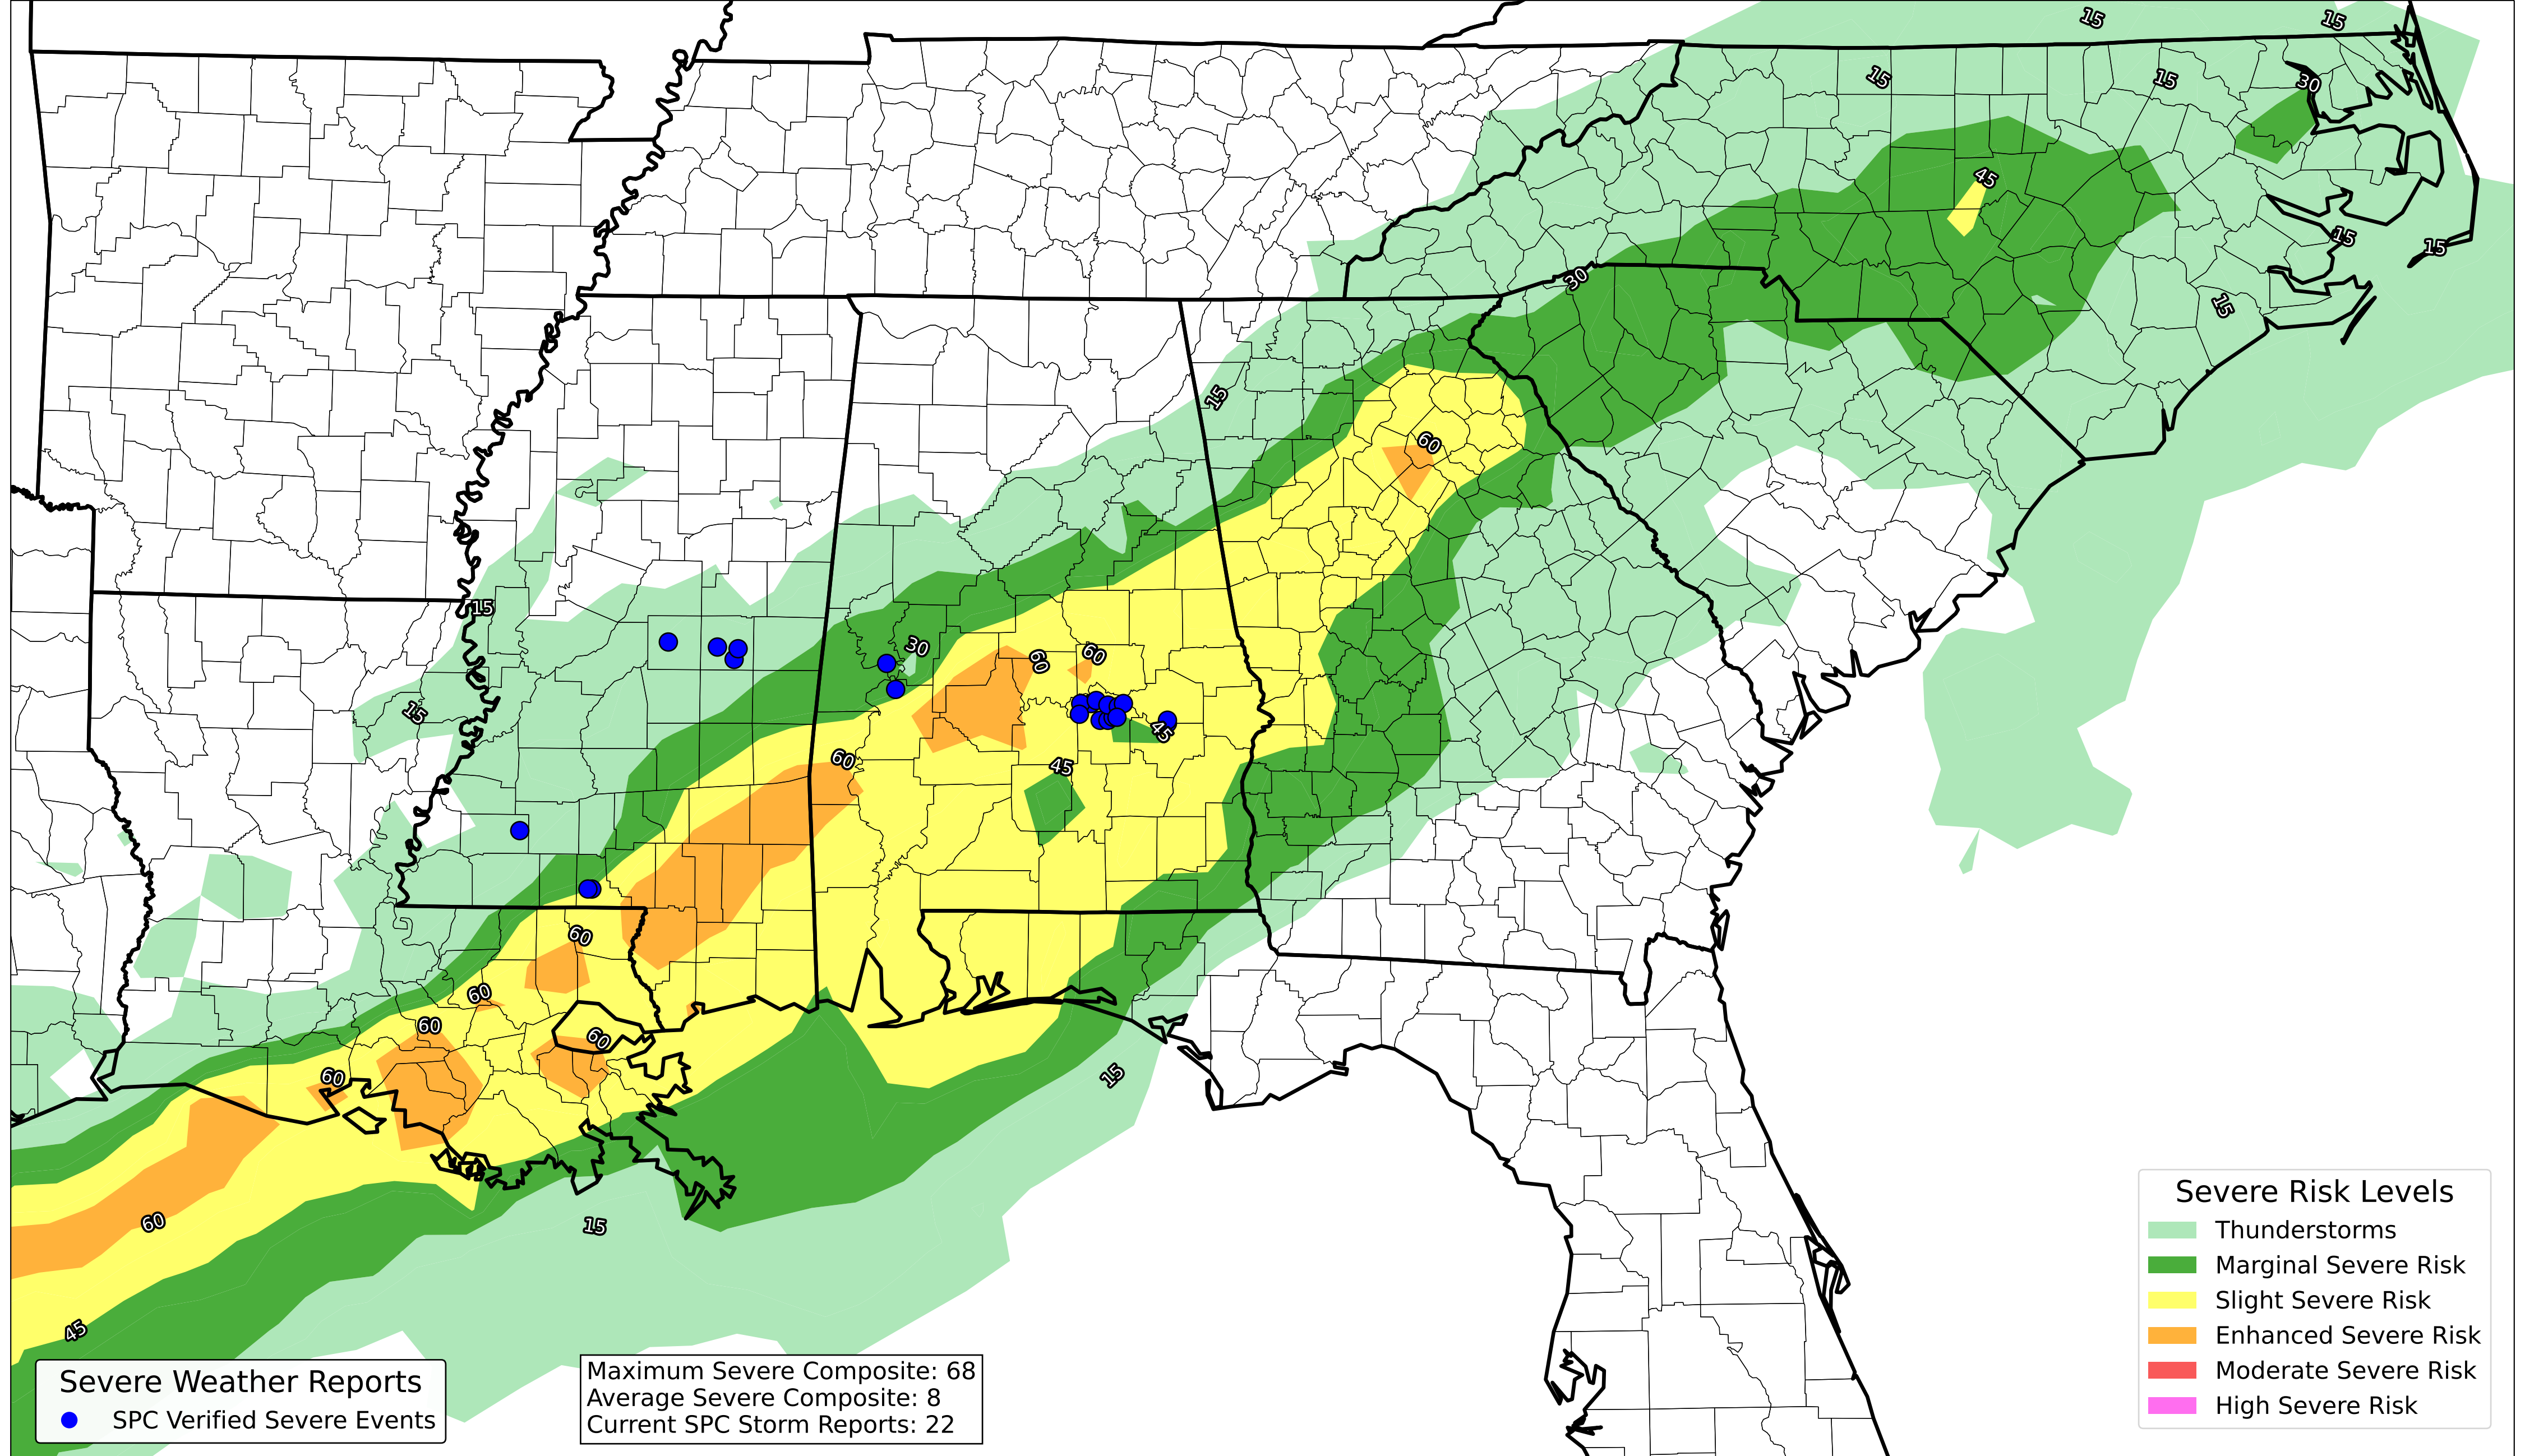 15
15
15
15
30
45
15
15
30
15
15
60
15
30
60
60
15
45
60
45
60
60
60
60
60
15
60
15
45
Severe Risk Levels
Thunderstorms
Marginal Severe Risk
Slight Severe Risk
Enhanced Severe Risk
Moderate Severe Risk
High Severe Risk
Severe Weather Reports
SPC Verified Severe Events
Maximum Severe Composite: 68
Average Severe Composite: 8
Current SPC Storm Reports: 22